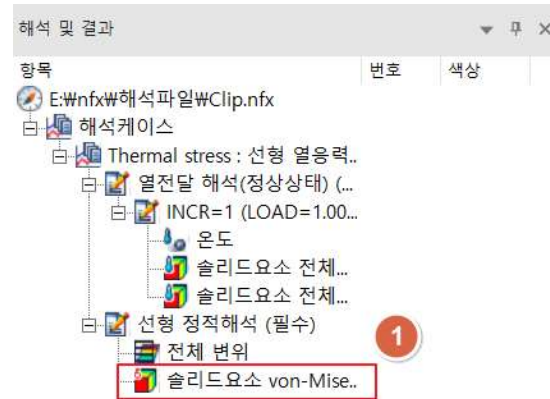 해석 및 결과
항목 번호 색상
E:₩nfx₩해석파일₩Clip.nfx
해석케이스
Thermal stress : 선형 열응력..
열전달 해석(정상상태) (...
INCR=1 (LOAD=1.00...
온도
솔리드요소 전체...
솔리드요소 전체...
선형 정적해석 (필수)
전체 변위
솔리드요소 von-Mise..
1